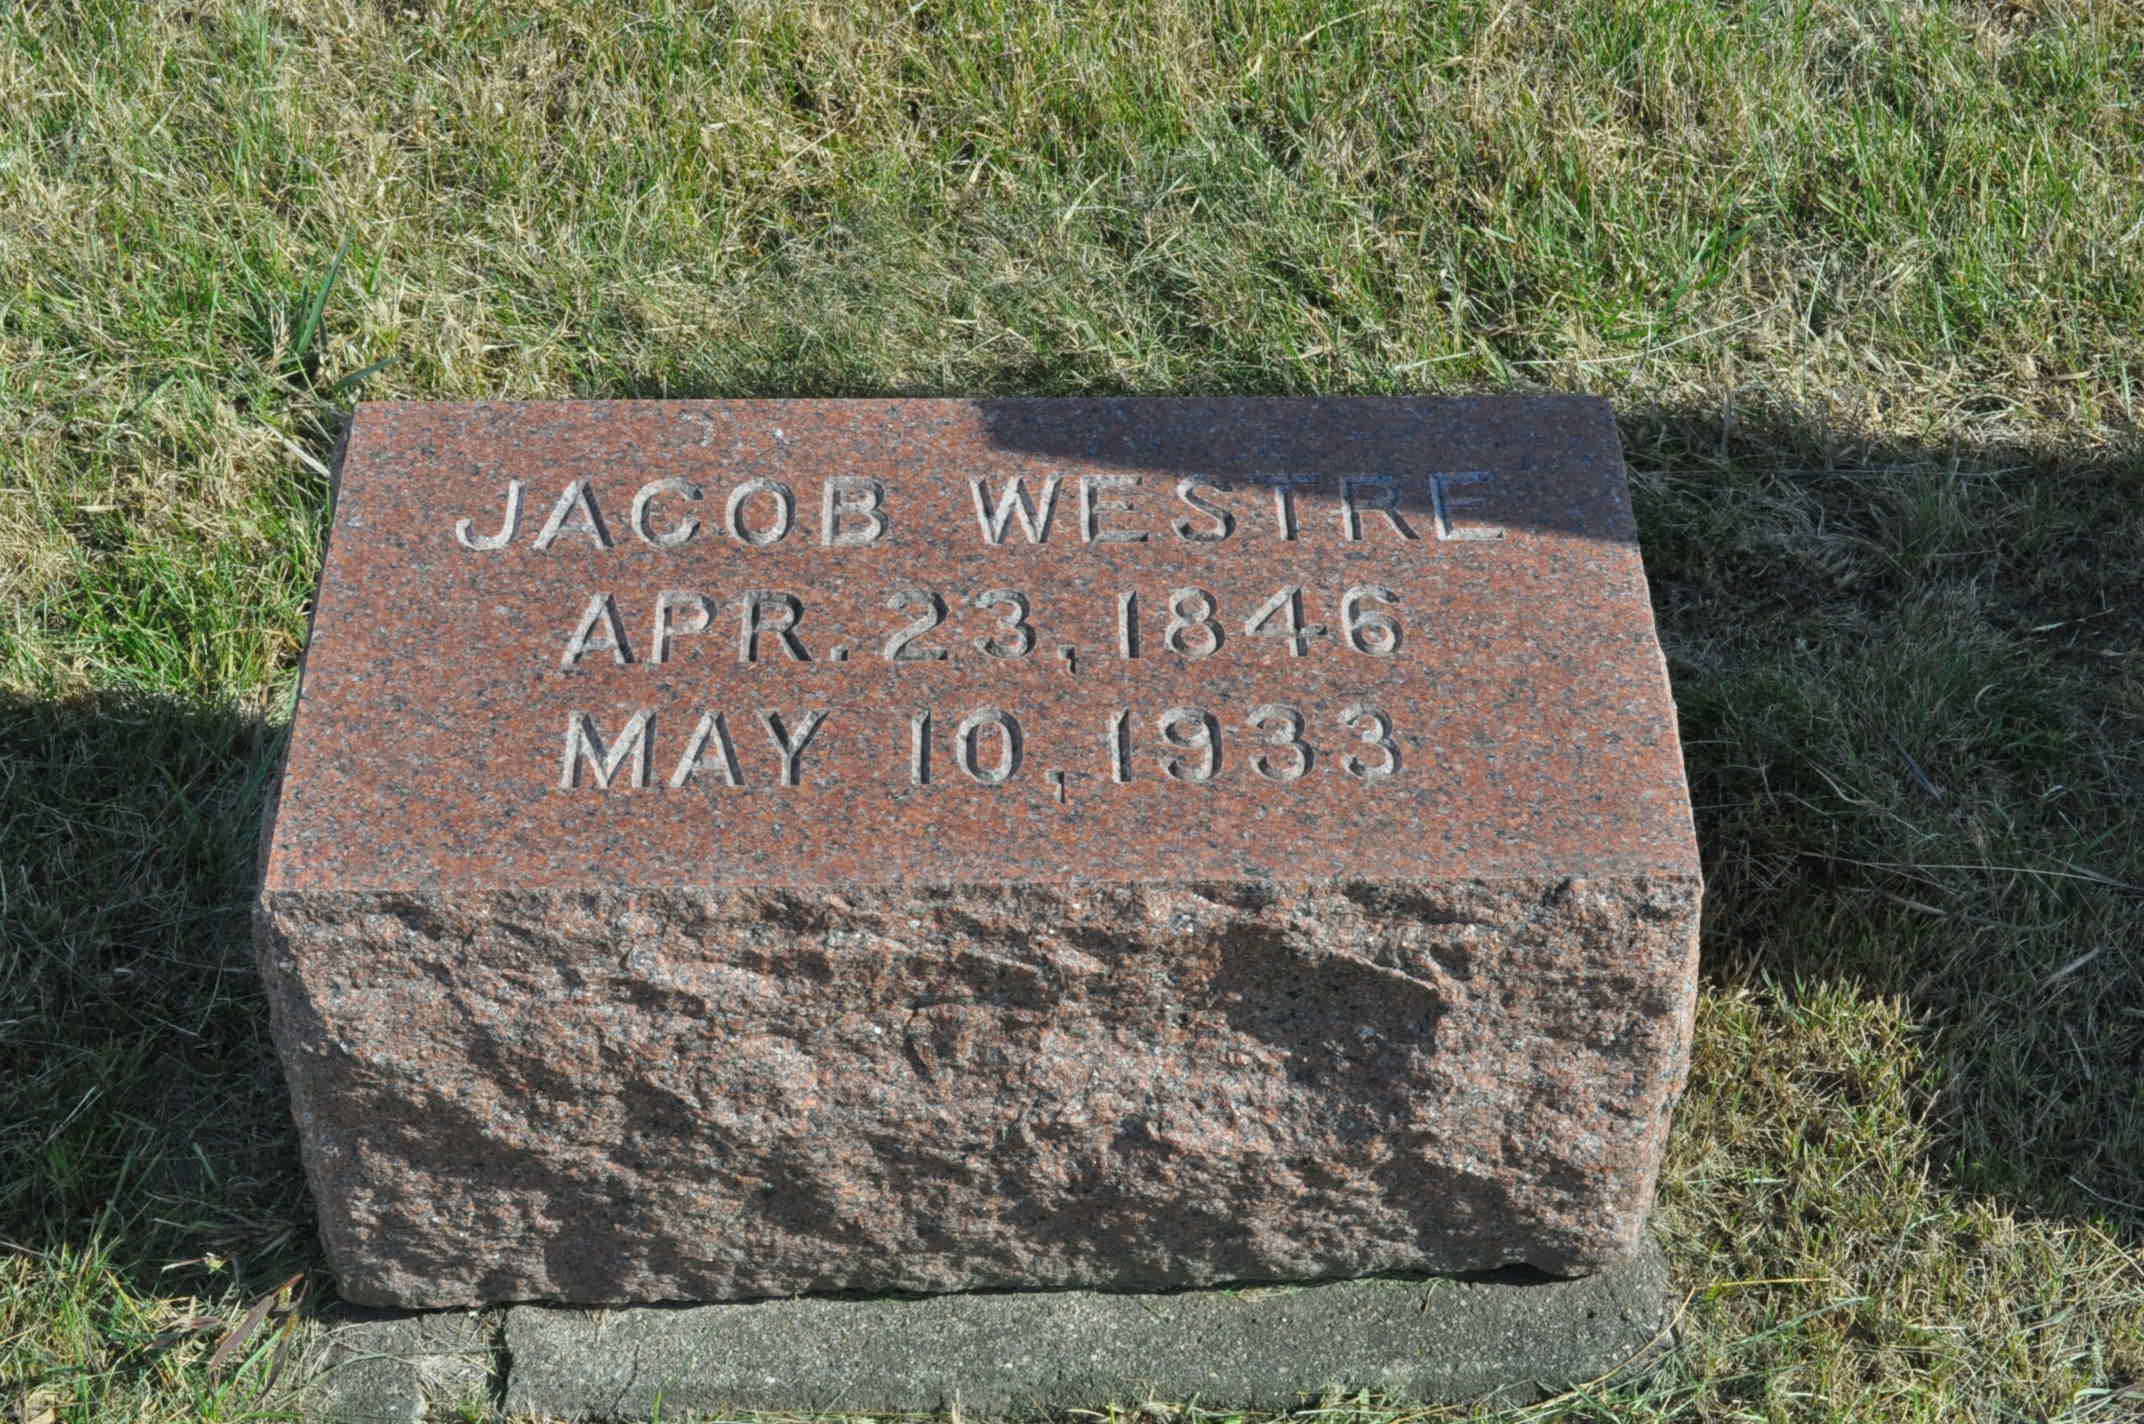 JACOB WESTRE
APR. 23, 1846
MAY 10, 1933